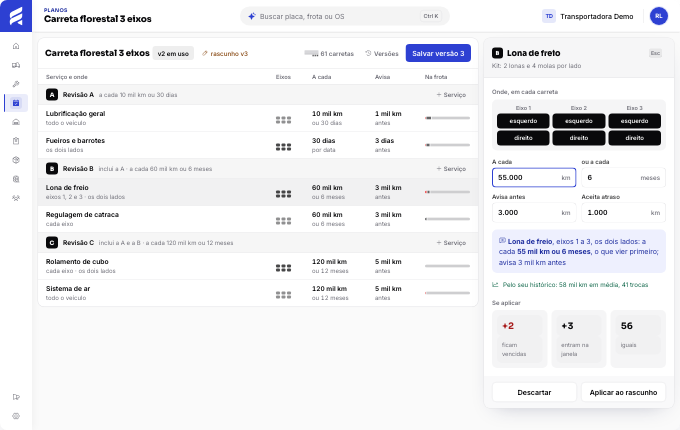 PLANOS
Carreta florestal 3 eixos
Buscar placa, frota ou OS
Ctrl K
TD
Transportadora Demo
RL
Carreta florestal 3 eixos
v2 em uso
rascunho v3
61 carretas
Versões
Salvar versão 3
Serviço e onde
Eixos
A cada
Avisa
Na frota
A
Revisão A
a cada 10 mil km ou 30 dias
+ Serviço
Lubrificação geral
todo o veículo
10 mil km
ou 30 dias
1 mil km
antes
Fueiros e barrotes
os dois lados
30 dias
por data
3 dias
antes
B
Revisão B
inclui a A · a cada 60 mil km ou 6 meses
+ Serviço
Lona de freio
eixos 1, 2 e 3 · os dois lados
60 mil km
ou 6 meses
3 mil km
antes
Regulagem de catraca
cada eixo
60 mil km
ou 6 meses
3 mil km
antes
C
Revisão C
inclui A e a B · a cada 120 mil km ou 12 meses
+ Serviço
Rolamento de cubo
cada eixo · os dois lados
120 mil km
ou 12 meses
5 mil km
antes
Sistema de ar
todo o veículo
120 mil km
ou 12 meses
5 mil km
antes
B
Lona de freio
Esc
Kit: 2 lonas e 4 molas por lado
Onde, em cada carreta
Eixo 1
Eixo 2
Eixo 3
esquerdo
esquerdo
esquerdo
direito
direito
direito
A cada
ou a cada
55.000 km
6 meses
Avisa antes
Aceita atraso
3.000 km
1.000 km
Lona de freio, eixos 1 a 3, os dois lados: a
cada 55 mil km ou 6 meses, o que vier primeiro;
avisa 3 mil km antes
Pelo seu histórico: 58 mil km em média, 41 trocas
Se aplicar
+2
ficam
vencidas
+3
entram na
janela
56
iguais
Descartar
Aplicar ao rascunho